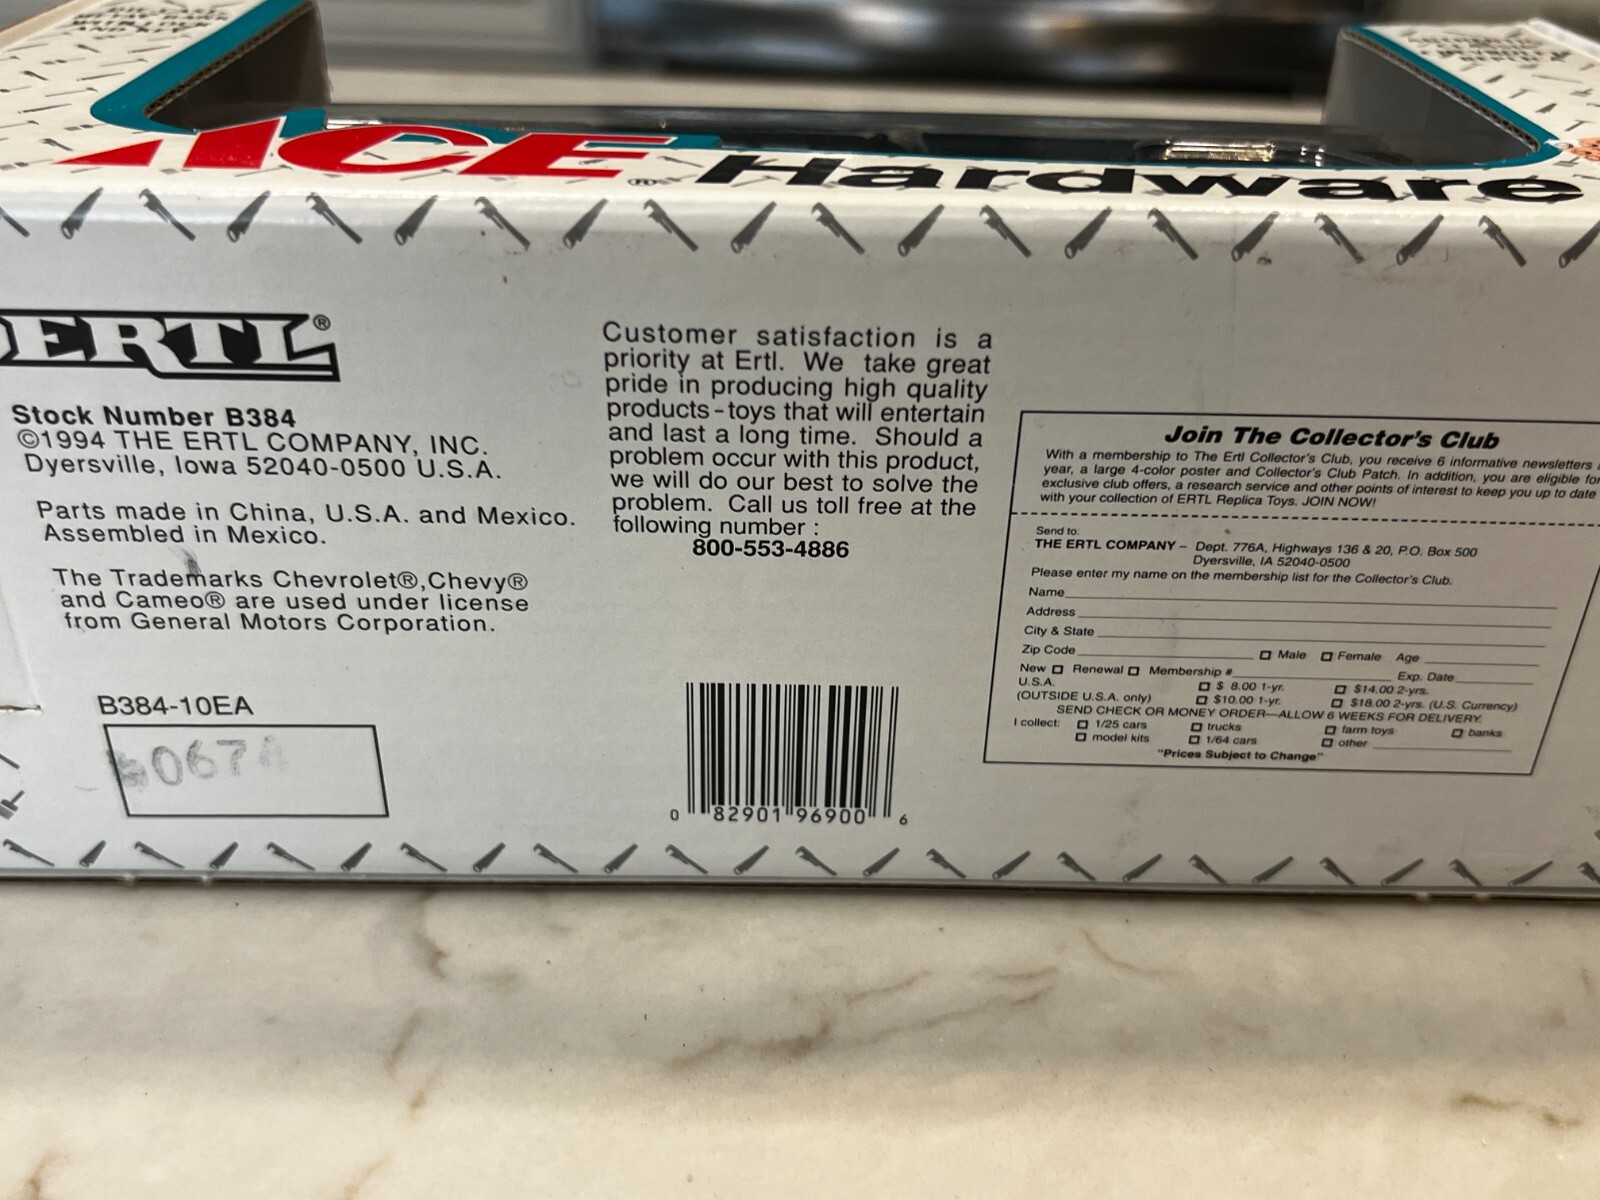 AND KEY
ACE® Hardware
ERTL®
Stock Number B384
©1994 THE ERTL COMPANY, INC.
Dyersville, Iowa 52040-0500 U.S.A.
Parts made in China, U.S.A. and Mexico.
Assembled in Mexico.
The Trademarks Chevrolet®,Chevy®
and Cameo® are used under license
from General Motors Corporation.
B384-10EA
Customer satisfaction is a
priority at Ertl. We take great
pride in producing high quality
products-toys that will entertain
and last a long time. Should a
problem occur with this product,
we will do our best to solve the
problem. Call us toll free at the
following number :
800-553-4886
0 82901 96900 6
Join The Collector's Club
With a membership to The Ertl Collector's Club, you receive 6 informative newsletters
year, a large 4-color poster and Collector's Club Patch. In addition, you are eligible for
exclusive club offers, a research service and other points of interest to keep you up to date
with your collection of ERTL Replica Toys. JOIN NOW!
Send to:
THE ERTL COMPANY – Dept. 776A, Highways 136 & 20, P.O. Box 500
Dyersville, IA 52040-0500
Please enter my name on the membership list for the Collector's Club.
Name
Address
City & State
Zip Code Male Female Age
New Renewal Membership # Exp. Date
U.S.A. $ 8.00 1-yr. $14.00 2-yrs.
(OUTSIDE U.S.A. only) $10.00 1-yr. $18.00 2-yrs. (U.S. Currency)
SEND CHECK OR MONEY ORDER—ALLOW 6 WEEKS FOR DELIVERY.
I collect: 1/25 cars trucks farm toys banks
model kits 1/64 cars other
"Prices Subject to Change"